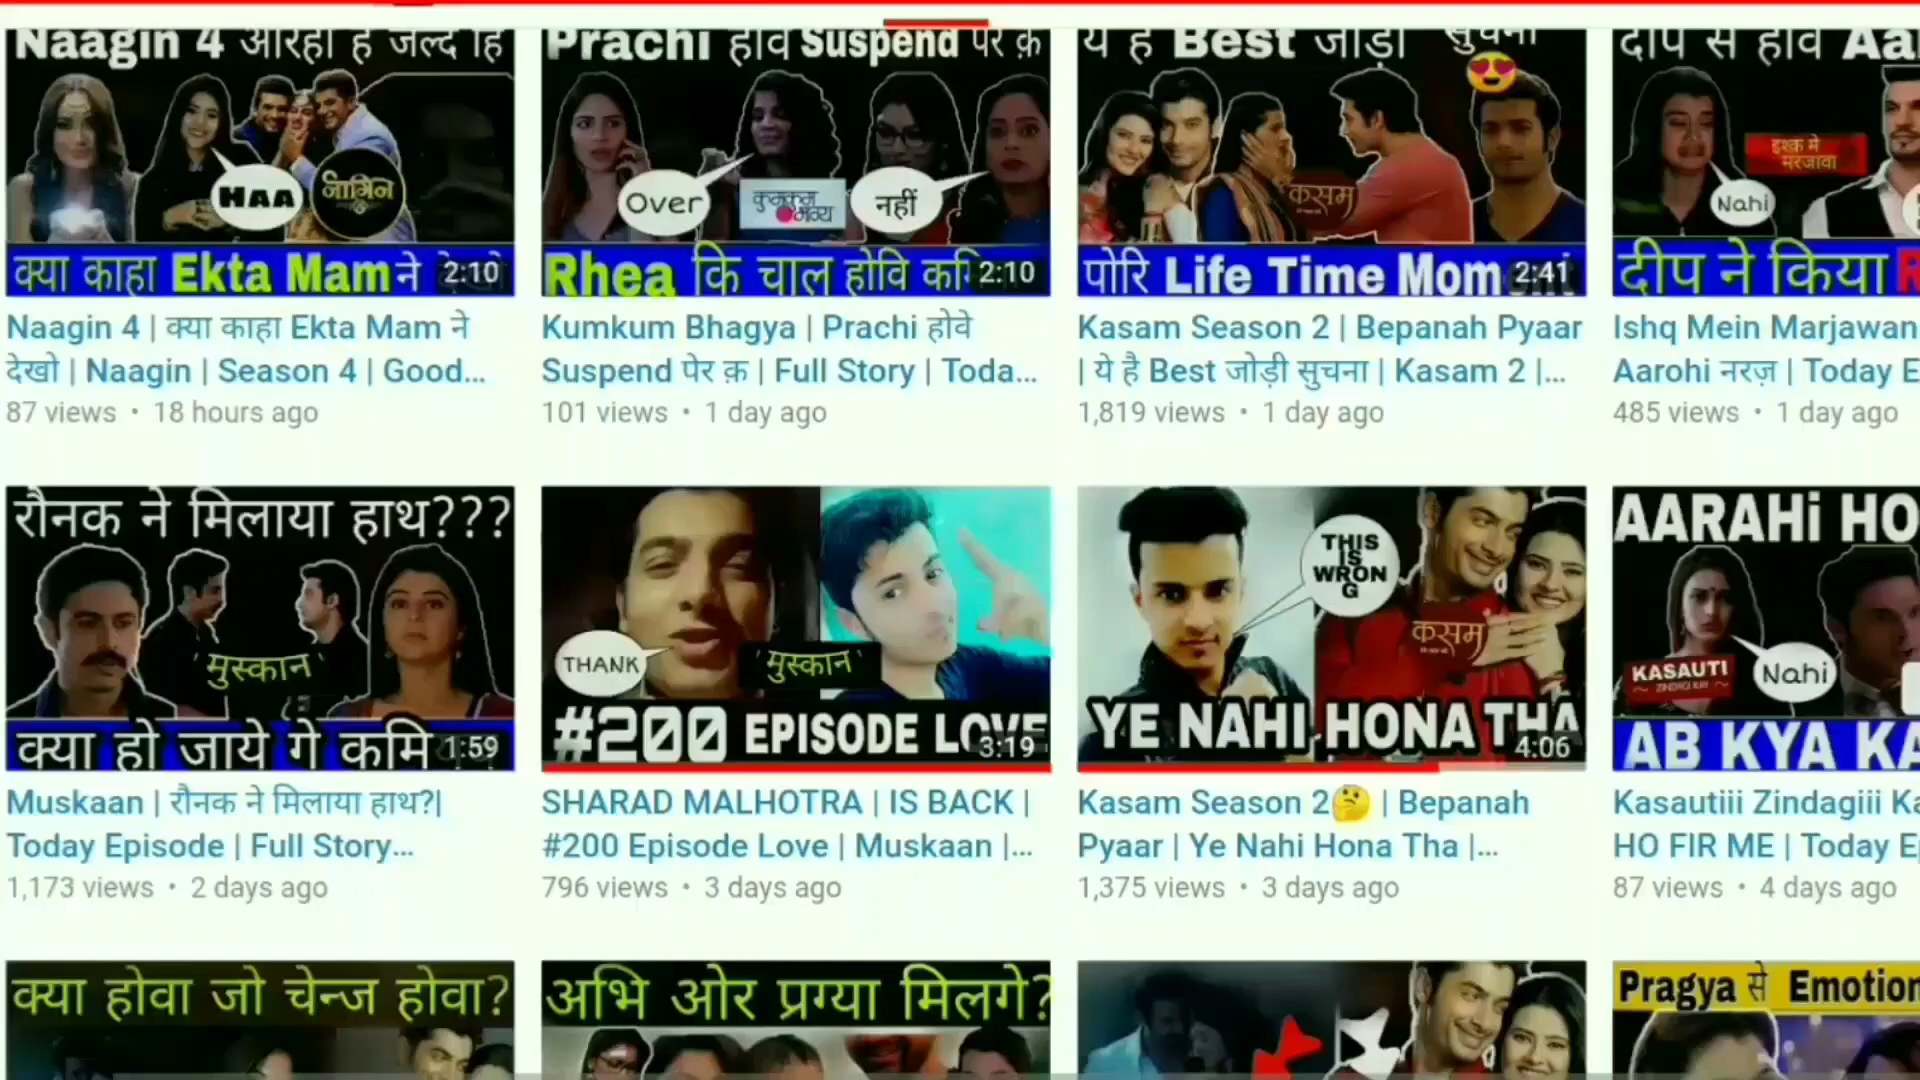 Naagin 4 आरहा है जल्द
HAA
नागिन
क्या काहा Ekta Mam ने
2:10
Naagin 4 | क्या काहा Ekta Mam ने
देखो | Naagin | Season 4 | Good...
87 views • 18 hours ago
Prachi होवे Suspend पेर क़
Over
कुमकुम
भाग्य
नहीं
Rhea कि चाल होवि
2:10
Kumkum Bhagya | Prachi होवे
Suspend पेर क़ | Full Story | Toda...
101 views • 1 day ago
ये है Best जोड़ी सुचना
कसम
पोरि Life Time Mom
2:41
Kasam Season 2 | Bepanah Pyaar
| ये है Best जोड़ी सुचना | Kasam 2 |...
1,819 views • 1 day ago
दीप से होवे
Nahi
इश्क़ में
मरजावां
दीप ने किया
Ishq Mein Marjawan
Aarohi नरज़ | Today E
485 views • 1 day ago
रौनक ने मिलाया हाथ???
मुस्कान
क्या हो जाये गे कमि
1:59
Muskaan | रौनक ने मिलाया हाथ?|
Today Episode | Full Story...
1,173 views • 2 days ago
THANK
मुस्कान
#200 EPISODE LOVE
3:19
SHARAD MALHOTRA | IS BACK |
#200 Episode Love | Muskaan |...
796 views • 3 days ago
THIS
IS
WRON
G
कसम
YE NAHI HONA THA
4:06
Kasam Season 2🤔 | Bepanah
Pyaar | Ye Nahi Hona Tha |...
1,375 views • 3 days ago
AARAHi HO
KASAUTI
ZINDAGII KAY
Nahi
AB KYA KA
Kasautiii Zindagiii Ka
HO FIR ME | Today E
87 views • 4 days ago
क्या होवा जो चेन्ज होवा?
अभि ओर प्रग्या मिलगे?
Pragya से Emotion